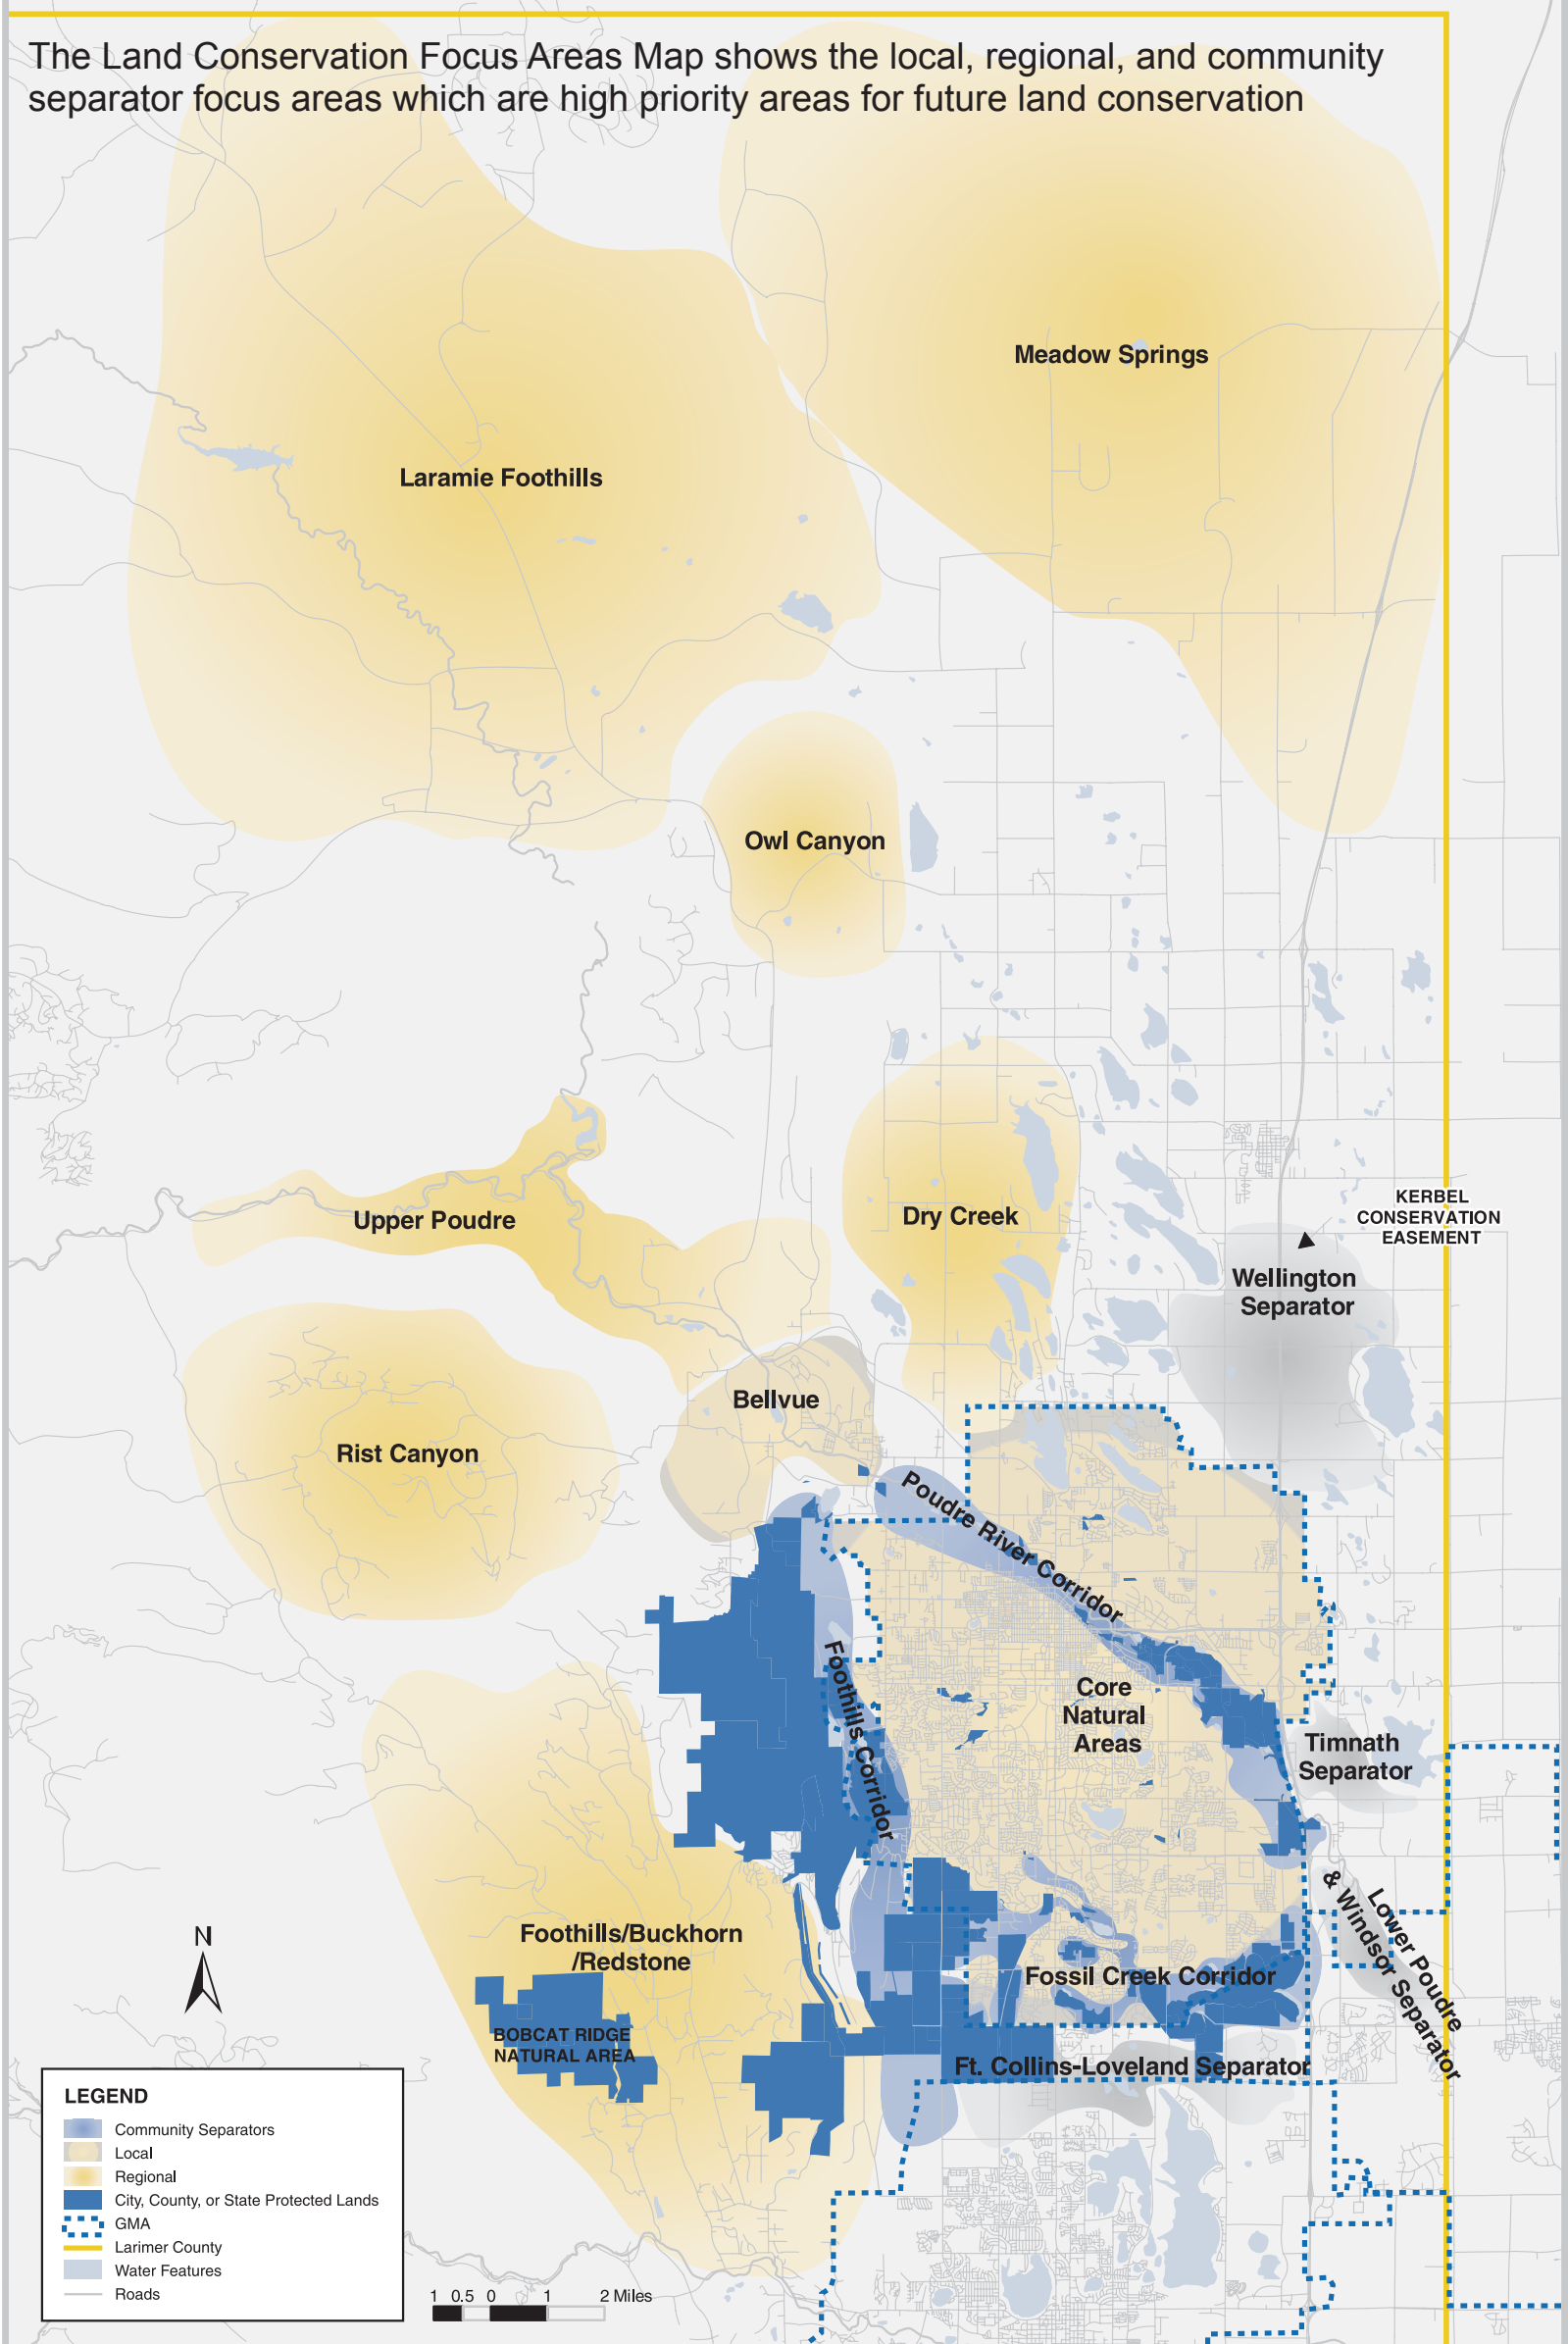 The Land Conservation Focus Areas Map shows the local, regional, and community
separator focus areas which are high priority areas for future land conservation
Meadow Springs
Laramie Foothills
Owl Canyon
Dry Creek
Upper Poudre
KERBEL
CONSERVATION
EASEMENT
Wellington
Separator
Bellvue
Rist Canyon
Poudre River Corridor
Foothills Corridor
Core
Natural
Areas
Timnath
Separator
Lower Poudre
& Windsor Separator
Foothills/Buckhorn
/Redstone
Fossil Creek Corridor
BOBCAT RIDGE
NATURAL AREA
Ft. Collins-Loveland Separator
N
LEGEND
Community Separators
Local
Regional
City, County, or State Protected Lands
GMA
Larimer County
Water Features
Roads
1 0.5 0 1 2 Miles